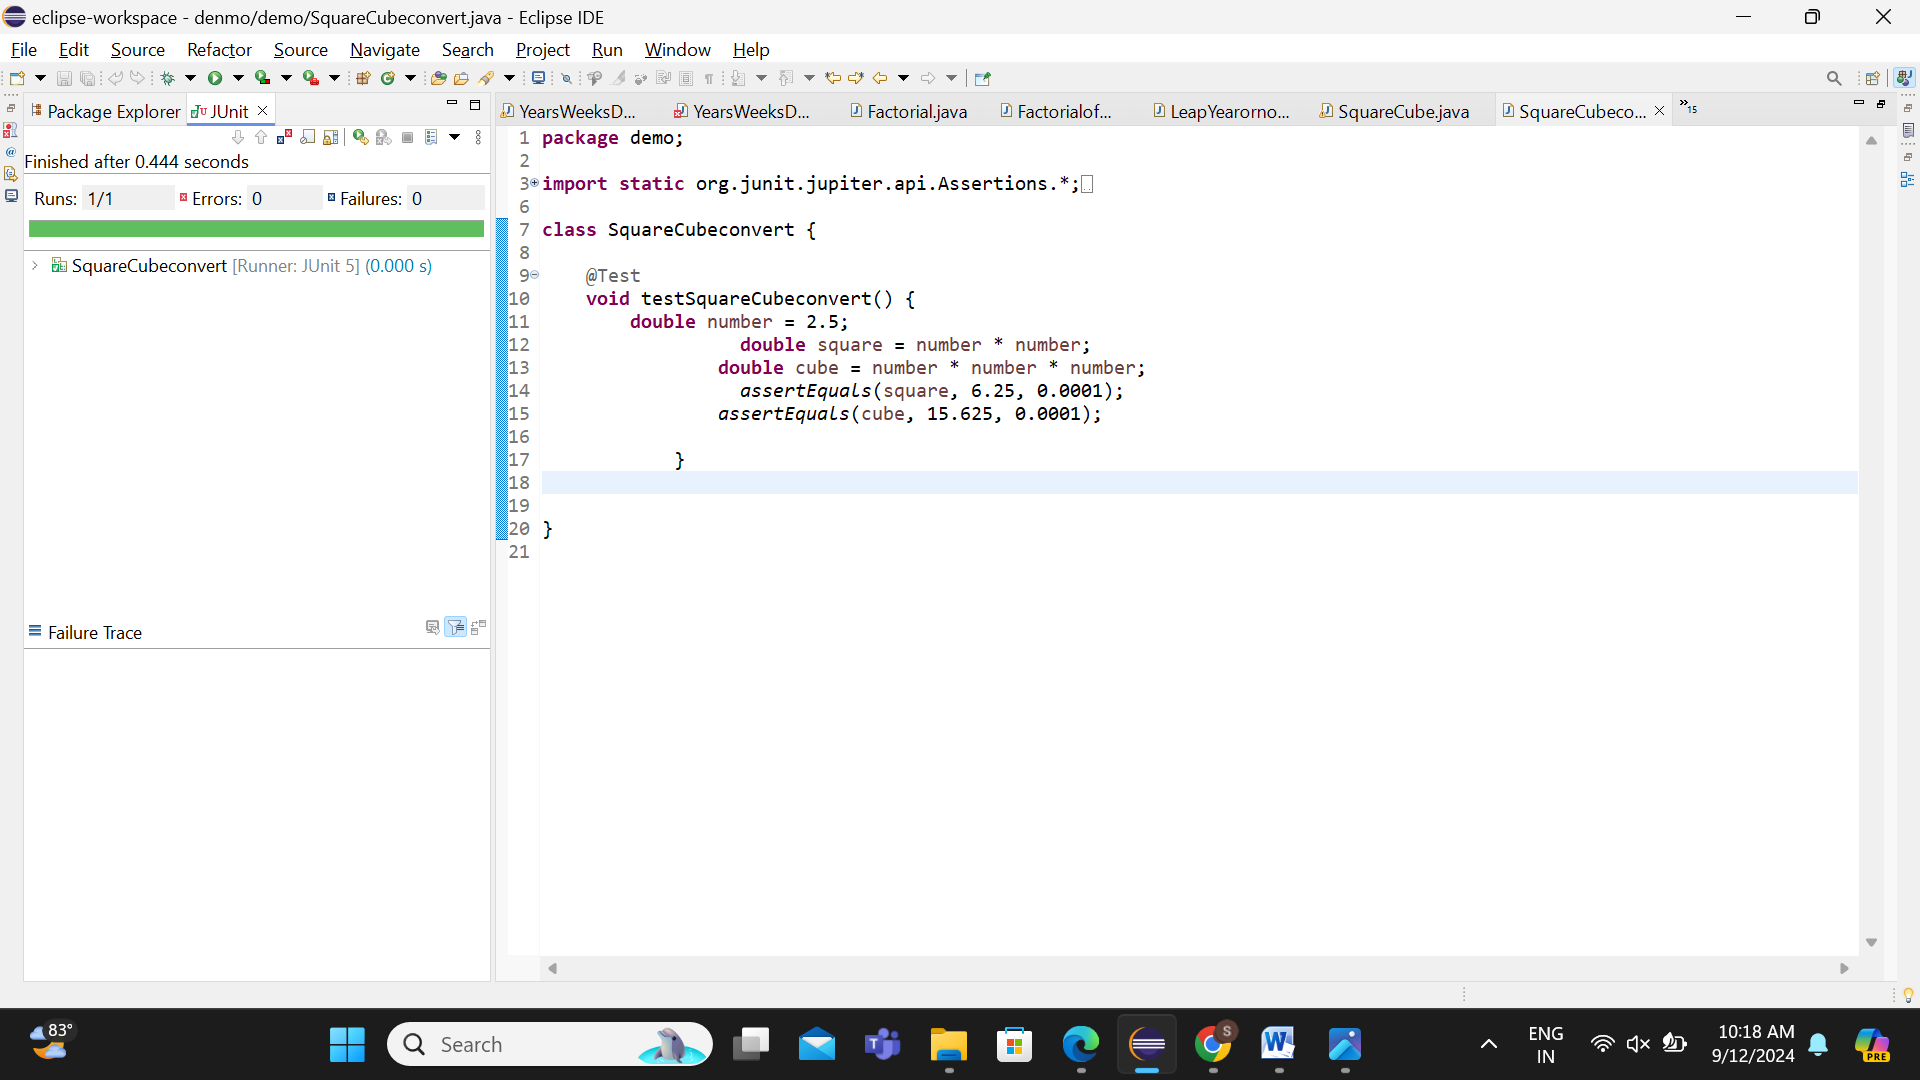 eclipse-workspace - denmo/demo/SquareCubeconvert.java - Eclipse IDE
File Edit Source Refactor Source Navigate Search Project Run Window Help
Package Explorer JUnit
YearsWeeksD... YearsWeeksD... Factorial.java Factorialof... LeapYearorno... SquareCube.java SquareCubeco... »15
Finished after 0.444 seconds
Runs: 1/1 Errors: 0 Failures: 0
SquareCubeconvert [Runner: JUnit 5] (0.000 s)
Failure Trace
1 package demo;
2
3 import static org.junit.jupiter.api.Assertions.*;
6
7 class SquareCubeconvert {
8
9 @Test
10 void testSquareCubeconvert() {
11 double number = 2.5;
12 double square = number * number;
13 double cube = number * number * number;
14 assertEquals(square, 6.25, 0.0001);
15 assertEquals(cube, 15.625, 0.0001);
16
17 }
18
19
20 }
21
83°
Search
ENG
IN
10:18 AM
9/12/2024
PRE
S